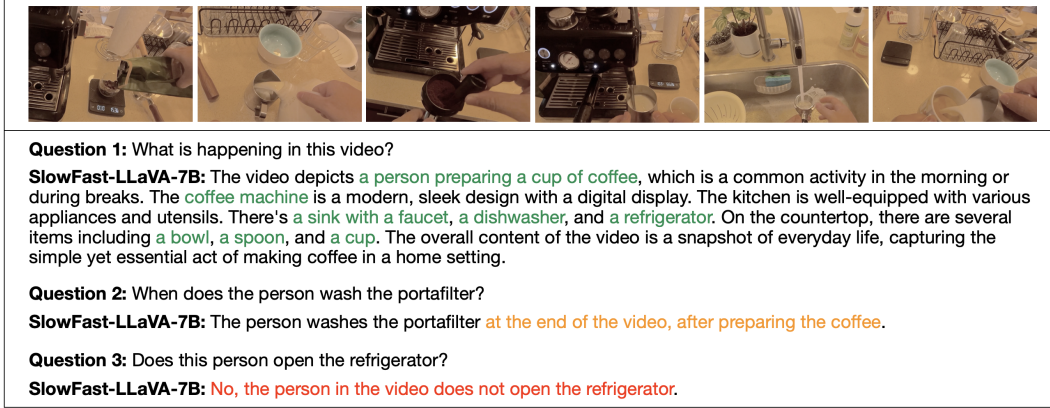 Question 1: What is happening in this video?
SlowFast-LLaVA-7B: The video depicts a person preparing a cup of coffee, which is a common activity in the morning or
during breaks. The coffee machine is a modern, sleek design with a digital display. The kitchen is well-equipped with various
appliances and utensils. There's a sink with a faucet, a dishwasher, and a refrigerator. On the countertop, there are several
items including a bowl, a spoon, and a cup. The overall content of the video is a snapshot of everyday life, capturing the
simple yet essential act of making coffee in a home setting.
Question 2: When does the person wash the portafilter?
SlowFast-LLaVA-7B: The person washes the portafilter at the end of the video, after preparing the coffee.
Question 3: Does this person open the refrigerator?
SlowFast-LLaVA-7B: No, the person in the video does not open the refrigerator.